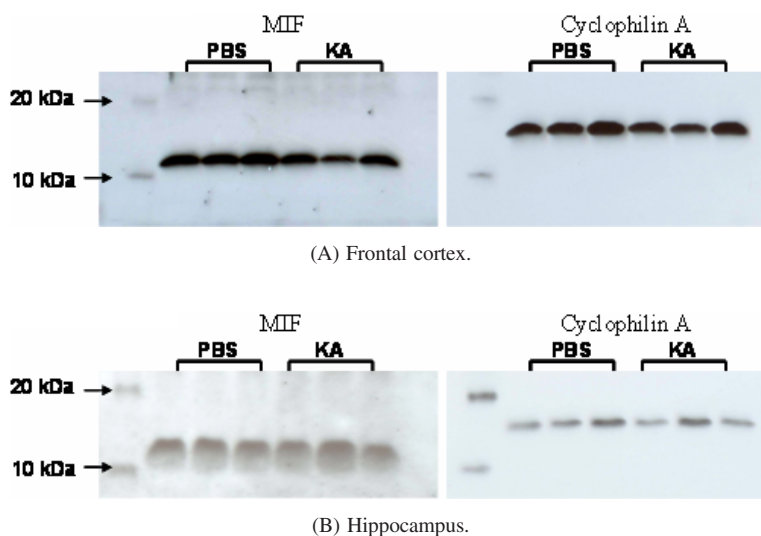 MIF
Cyclophilin A
PBS KA
PBS KA
20 kDa
10 kDa
(A) Frontal cortex.
MIF
Cyclophilin A
PBS KA
PBS KA
20 kDa
10 kDa
(B) Hippocampus.